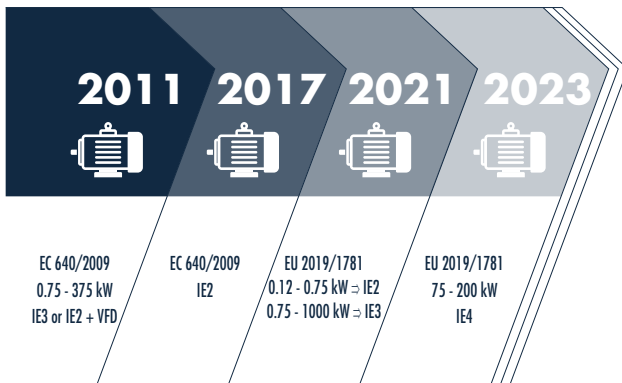 2011
2017
2021
2023
EC 640/2009
0.75 - 375 kW
IE3 or IE2 + VFD
EC 640/2009
IE2
EU 2019/1781
0.12 - 0.75 kW ⇒ IE2
0.75 - 1000 kW ⇒ IE3
EU 2019/1781
75 - 200 kW
IE4